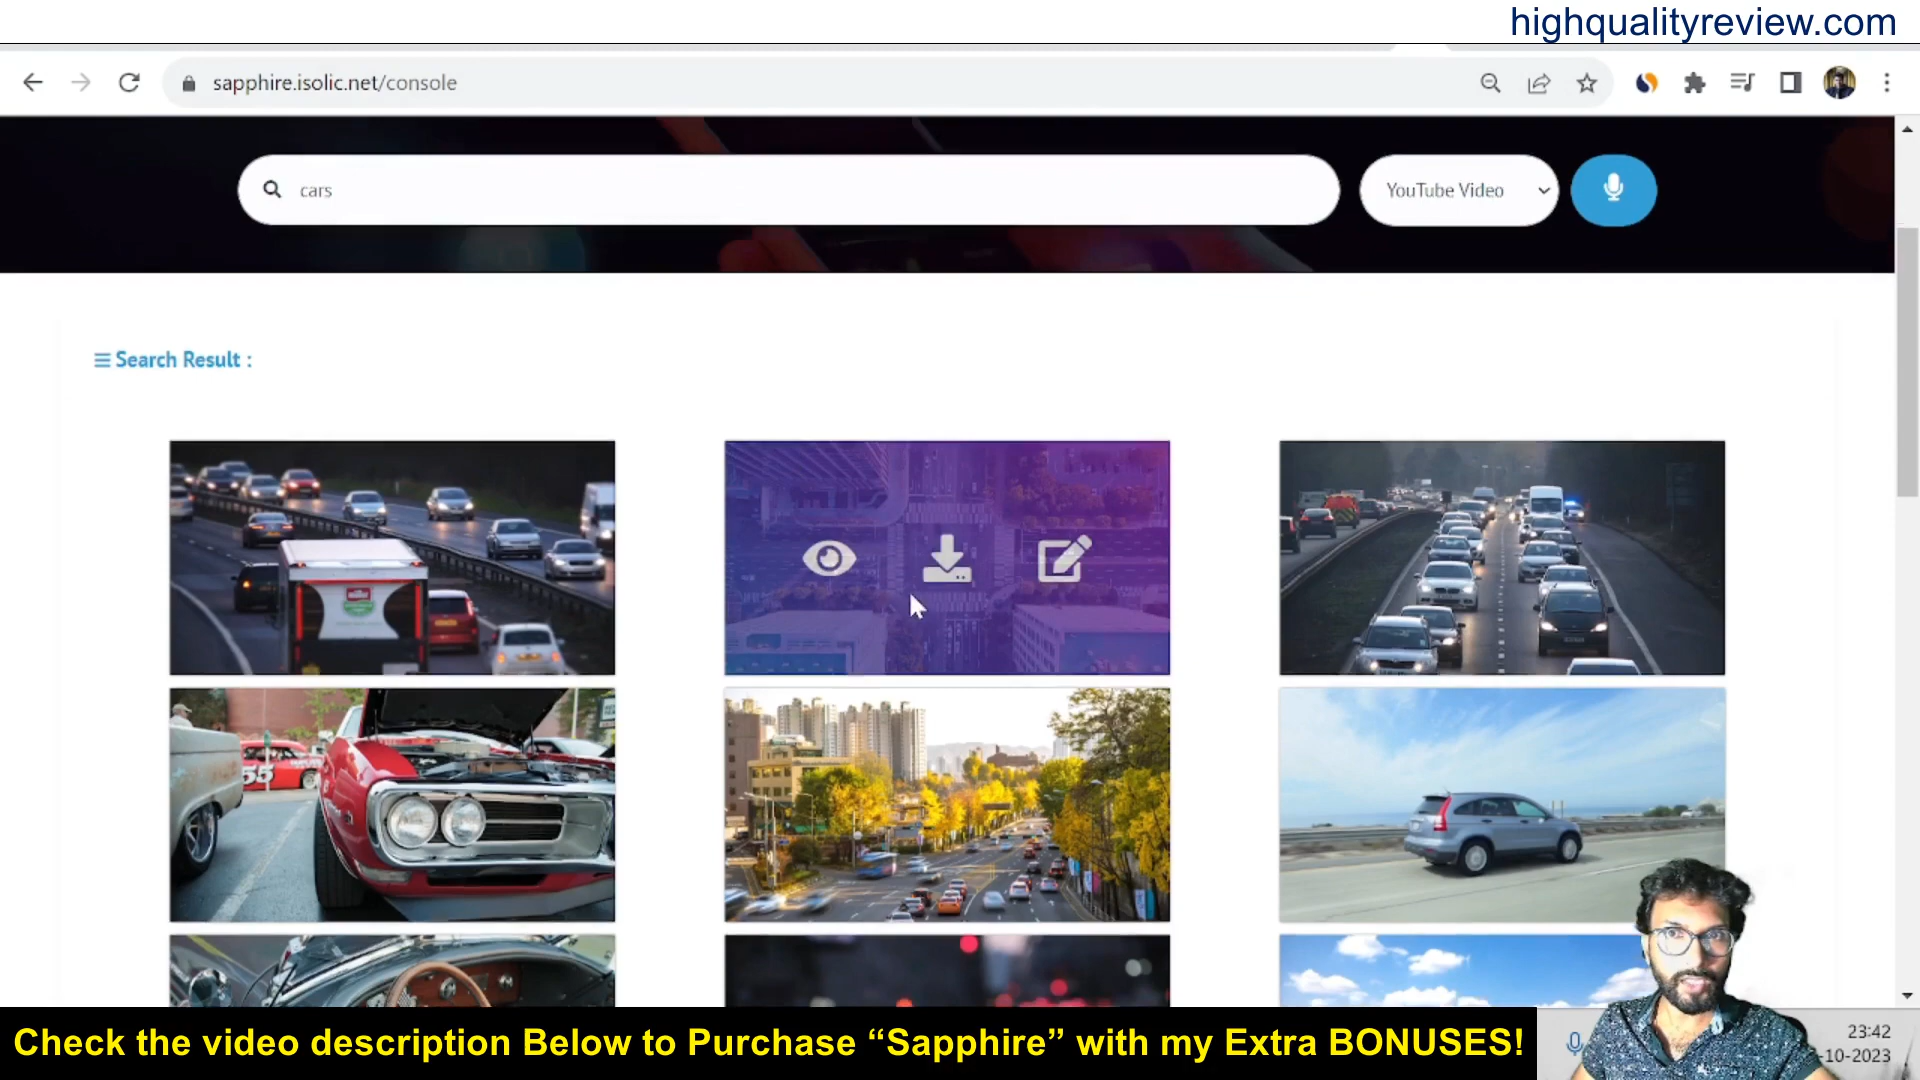 highqualityreview.com
sapphire.isolic.net/console
cars
YouTube Video
Search Result :
55
Check the video description Below to Purchase “Sapphire” with my Extra BONUSES!
23:42
-10-2023